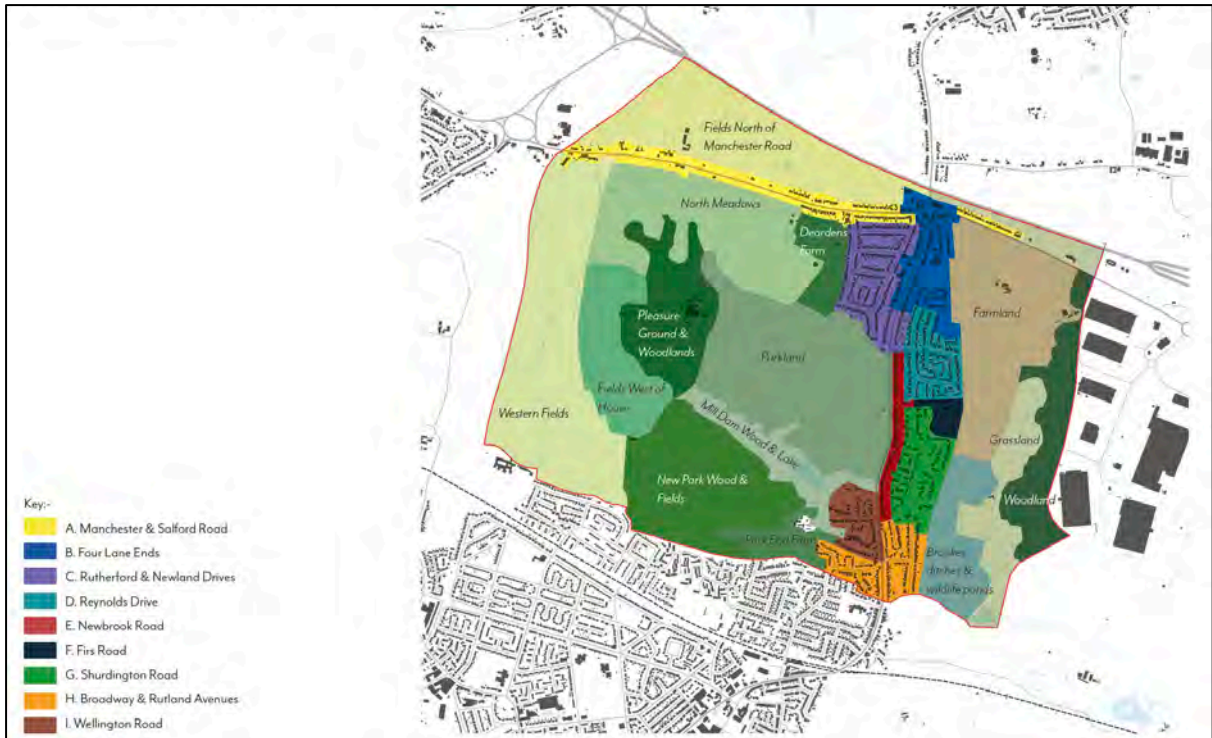 Fields North of
Manchester Road
North Meadows
Deardens
Farm
Farmland
Pleasure
Ground &
Woodlands
Parkland
Fields West of
House
Western Fields
Mill Dam Wood & Lake
Grassland
New Park Wood &
Fields
Woodland
Park End Farm
Brookes
ditches &
wildlife ponds
Key:-
A. Manchester & Salford Road
B. Four Lane Ends
C. Rutherford & Newland Drives
D. Reynolds Drive
E. Newbrook Road
F. Firs Road
G. Shurdington Road
H. Broadway & Rutland Avenues
I. Wellington Road